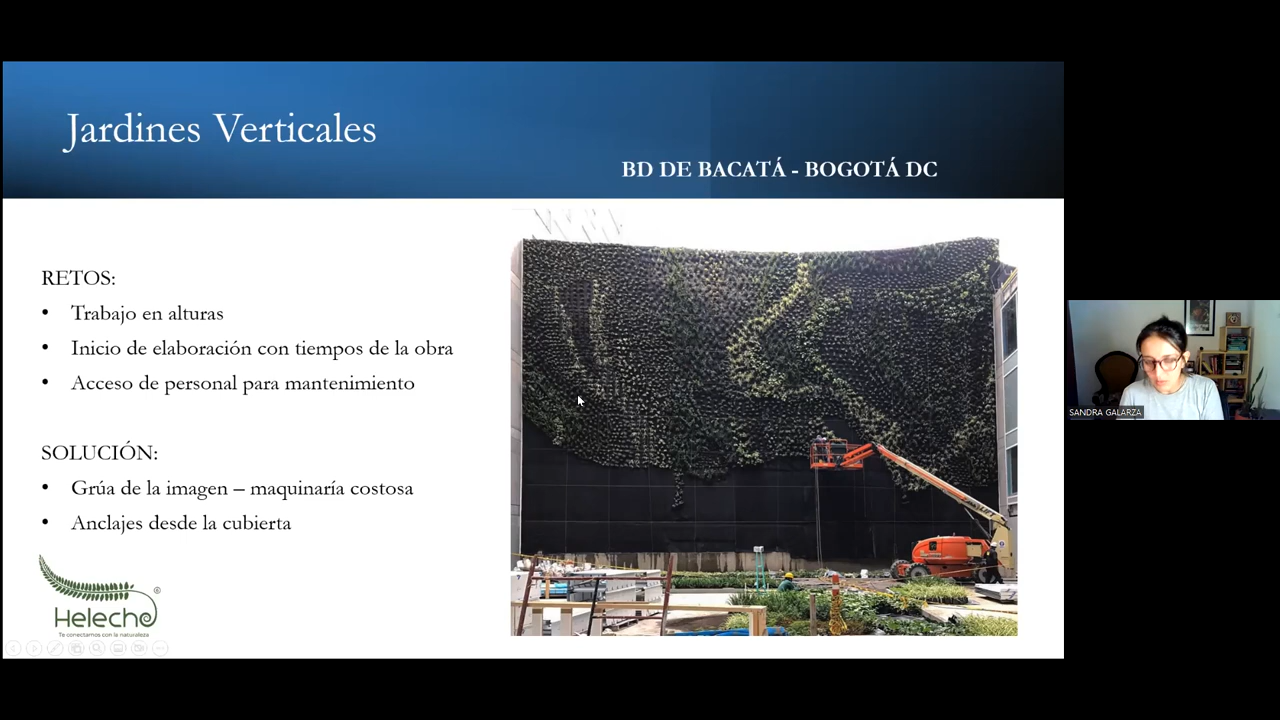 Jardines Verticales
BD DE BACATÁ - BOGOTÁ DC
RETOS:
• Trabajo en alturas
• Inicio de elaboración con tiempos de la obra
• Acceso de personal para mantenimiento
SOLUCIÓN:
• Grúa de la imagen – maquinaría costosa
• Anclajes desde la cubierta
Helecho
Te conectamos con la naturaleza
SANDRA GALARZA